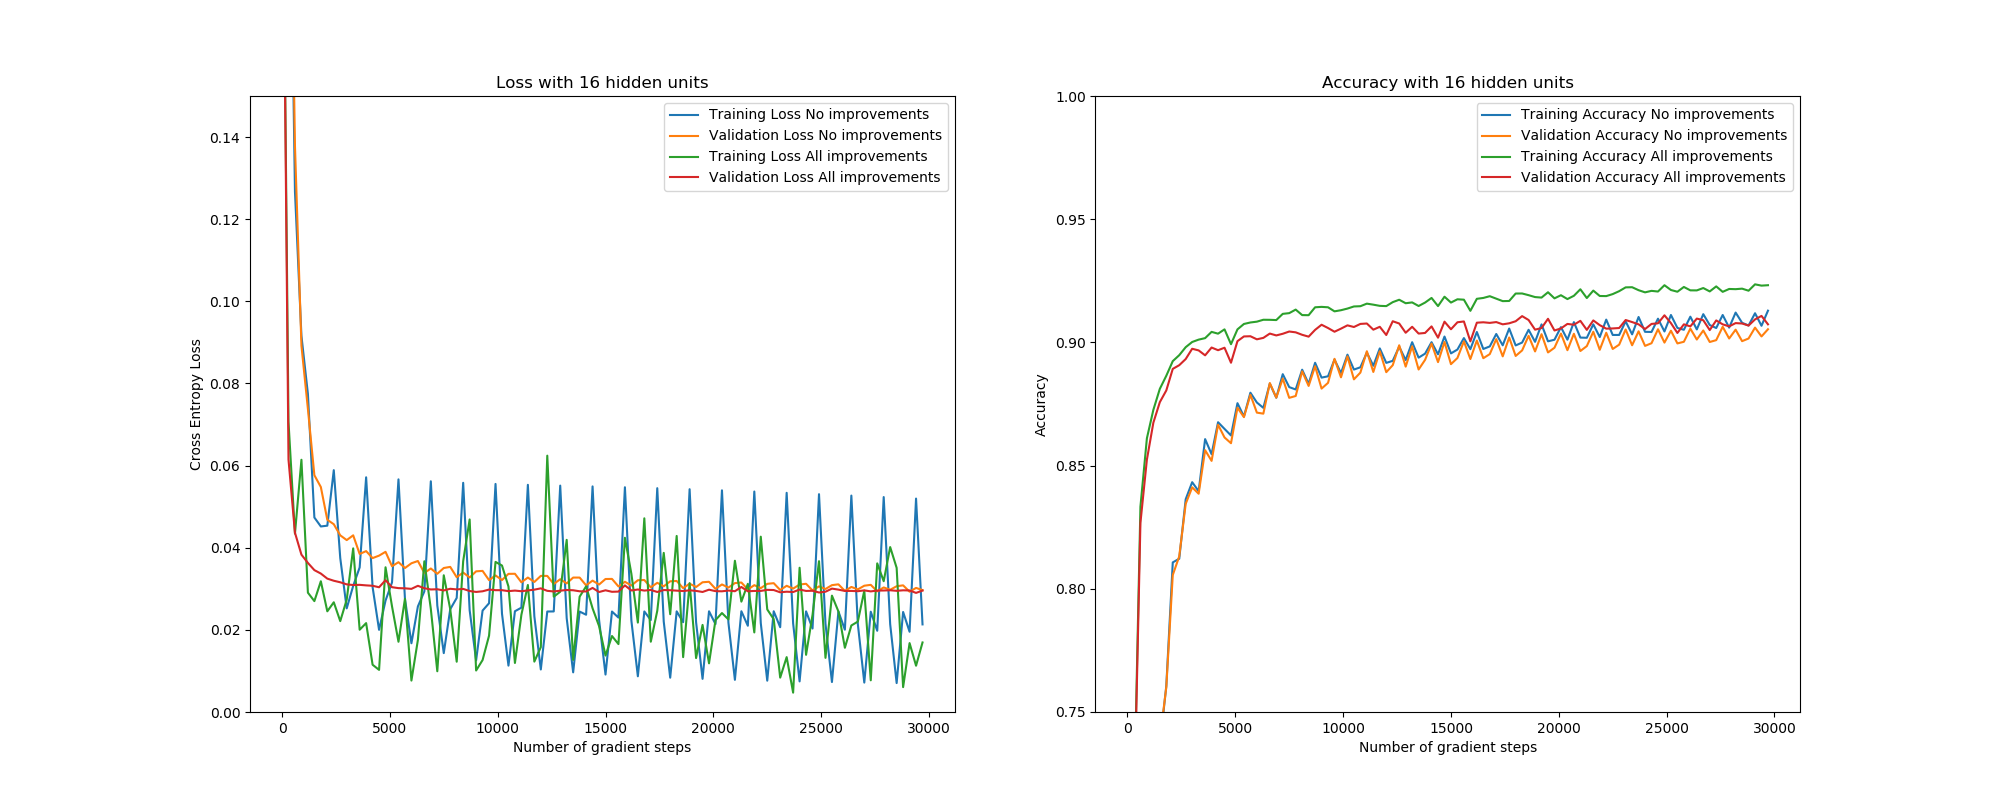 Loss with 16 hidden units
Training Loss No improvements
Validation Loss No improvements
Training Loss All improvements
Validation Loss All improvements
0.14
0.12
0.10
0.08
0.06
0.04
0.02
0.00
Cross Entropy Loss
0
5000
10000
15000
20000
25000
30000
Number of gradient steps
Accuracy with 16 hidden units
Training Accuracy No improvements
Validation Accuracy No improvements
Training Accuracy All improvements
Validation Accuracy All improvements
1.00
0.95
0.90
0.85
0.80
0.75
Accuracy
0
5000
10000
15000
20000
25000
30000
Number of gradient steps